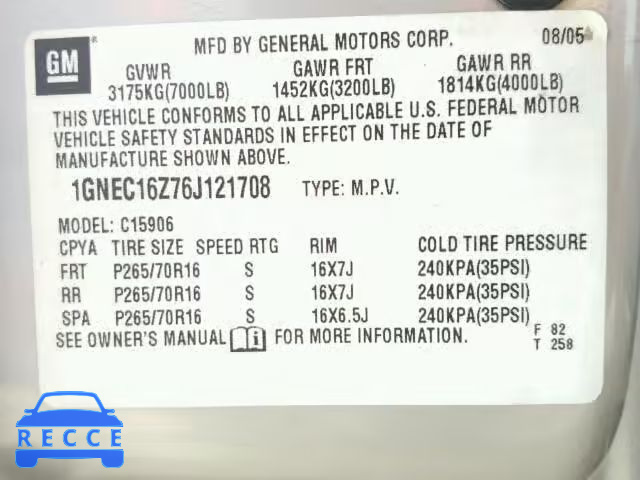 GM ® MFD BY GENERAL MOTORS CORP. 08/05
GVWR GAWR FRT GAWR RR
3175KG(7000LB) 1452KG(3200LB) 1814KG(4000LB)
THIS VEHICLE CONFORMS TO ALL APPLICABLE U.S. FEDERAL MOTOR
VEHICLE SAFETY STANDARDS IN EFFECT ON THE DATE OF
MANUFACTURE SHOWN ABOVE.
1GNEC16Z76J121708 TYPE: M.P.V.
MODEL: C15906
CPYA TIRE SIZE SPEED RTG RIM COLD TIRE PRESSURE
FRT P265/70R16 S 16X7J 240KPA(35PSI)
RR P265/70R16 S 16X7J 240KPA(35PSI)
SPA P265/70R16 S 16X6.5J 240KPA(35PSI)
SEE OWNER'S MANUAL i FOR MORE INFORMATION. F 82
T 258
RECCE